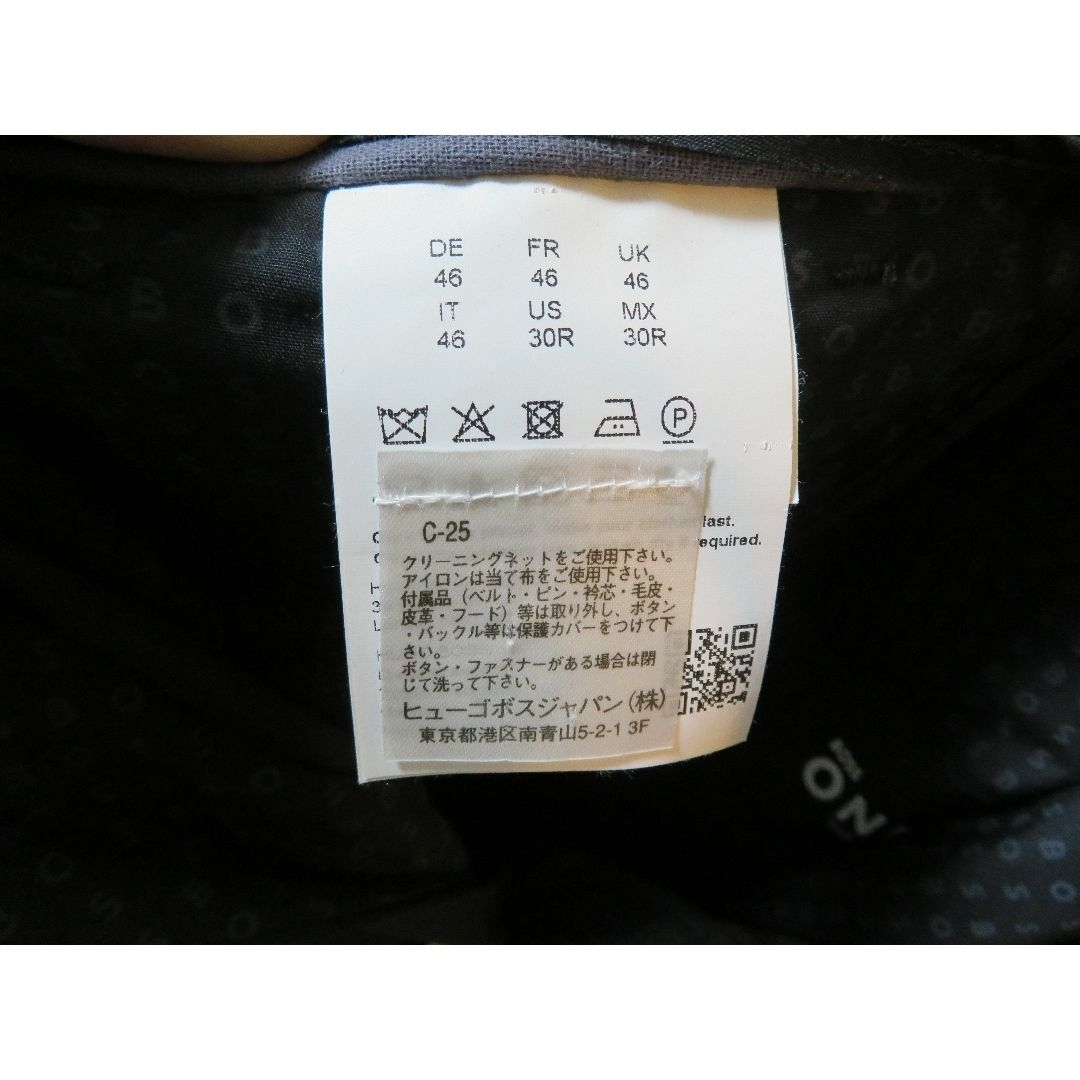 DE FR UK
46 46 46
IT US MX
46 30R 30R
P
last.
required.
C-25
クリーニングネットをご使用下さい。
アイロンは当て布をご使用下さい。
付属品（ベルト・ピン・衿芯・毛皮・
皮革・フード）等は取り外し、ボタン
・バックル等は保護カバーをつけて下
さい。
ボタン・ファスナーがある場合は閉
じて洗って下さい。
ヒューゴボスジャパン（株）
東京都港区南青山5-2-1 3F
BOSS